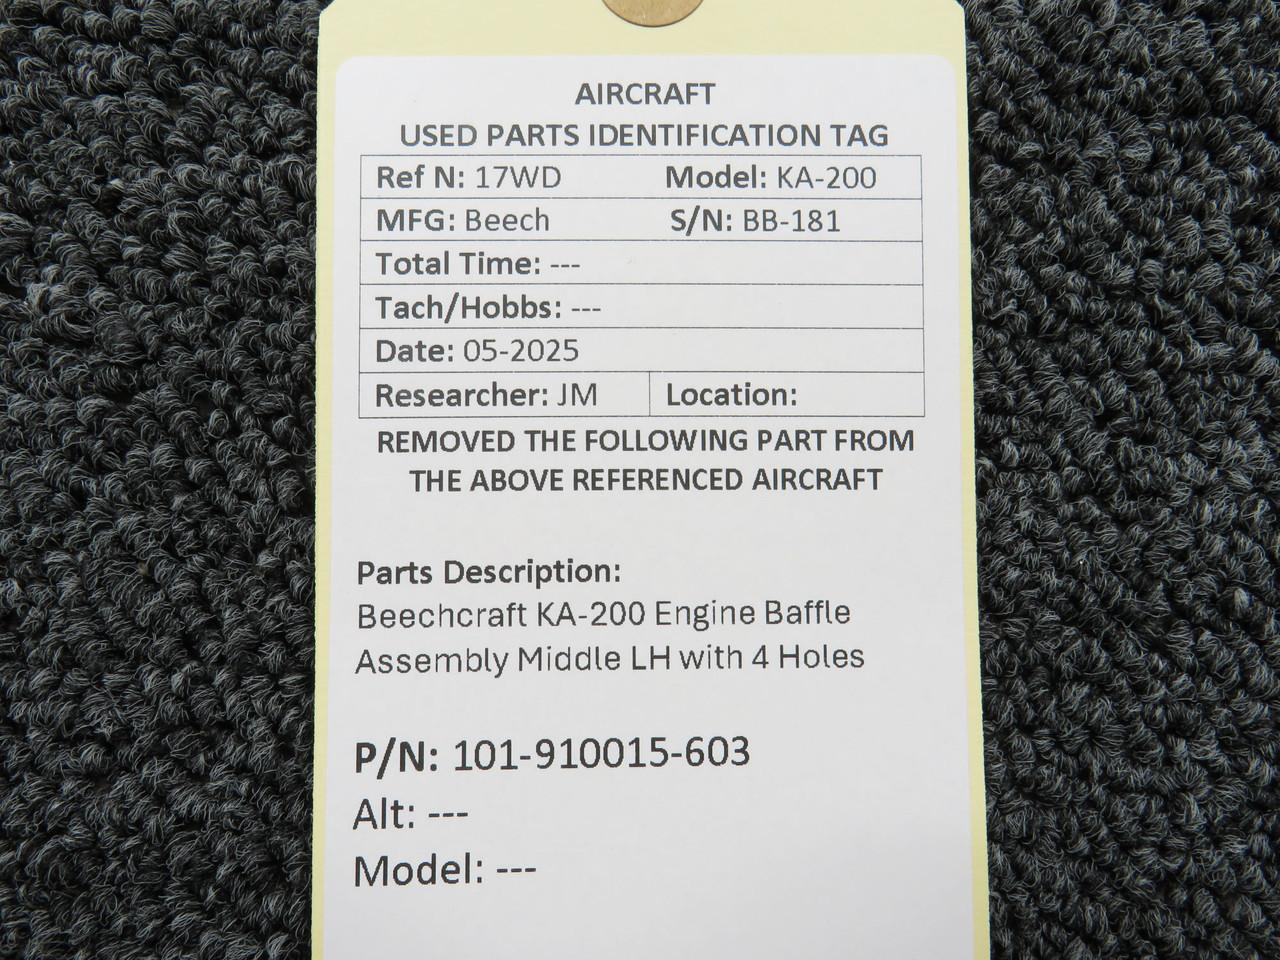 AIRCRAFT
USED PARTS IDENTIFICATION TAG
Ref N: 17WD Model: KA-200
MFG: Beech S/N: BB-181
Total Time: ---
Tach/Hobbs: ---
Date: 05-2025
Researcher: JM Location:
REMOVED THE FOLLOWING PART FROM
THE ABOVE REFERENCED AIRCRAFT
Parts Description:
Beechcraft KA-200 Engine Baffle
Assembly Middle LH with 4 Holes
P/N: 101-910015-603
Alt: ---
Model: ---